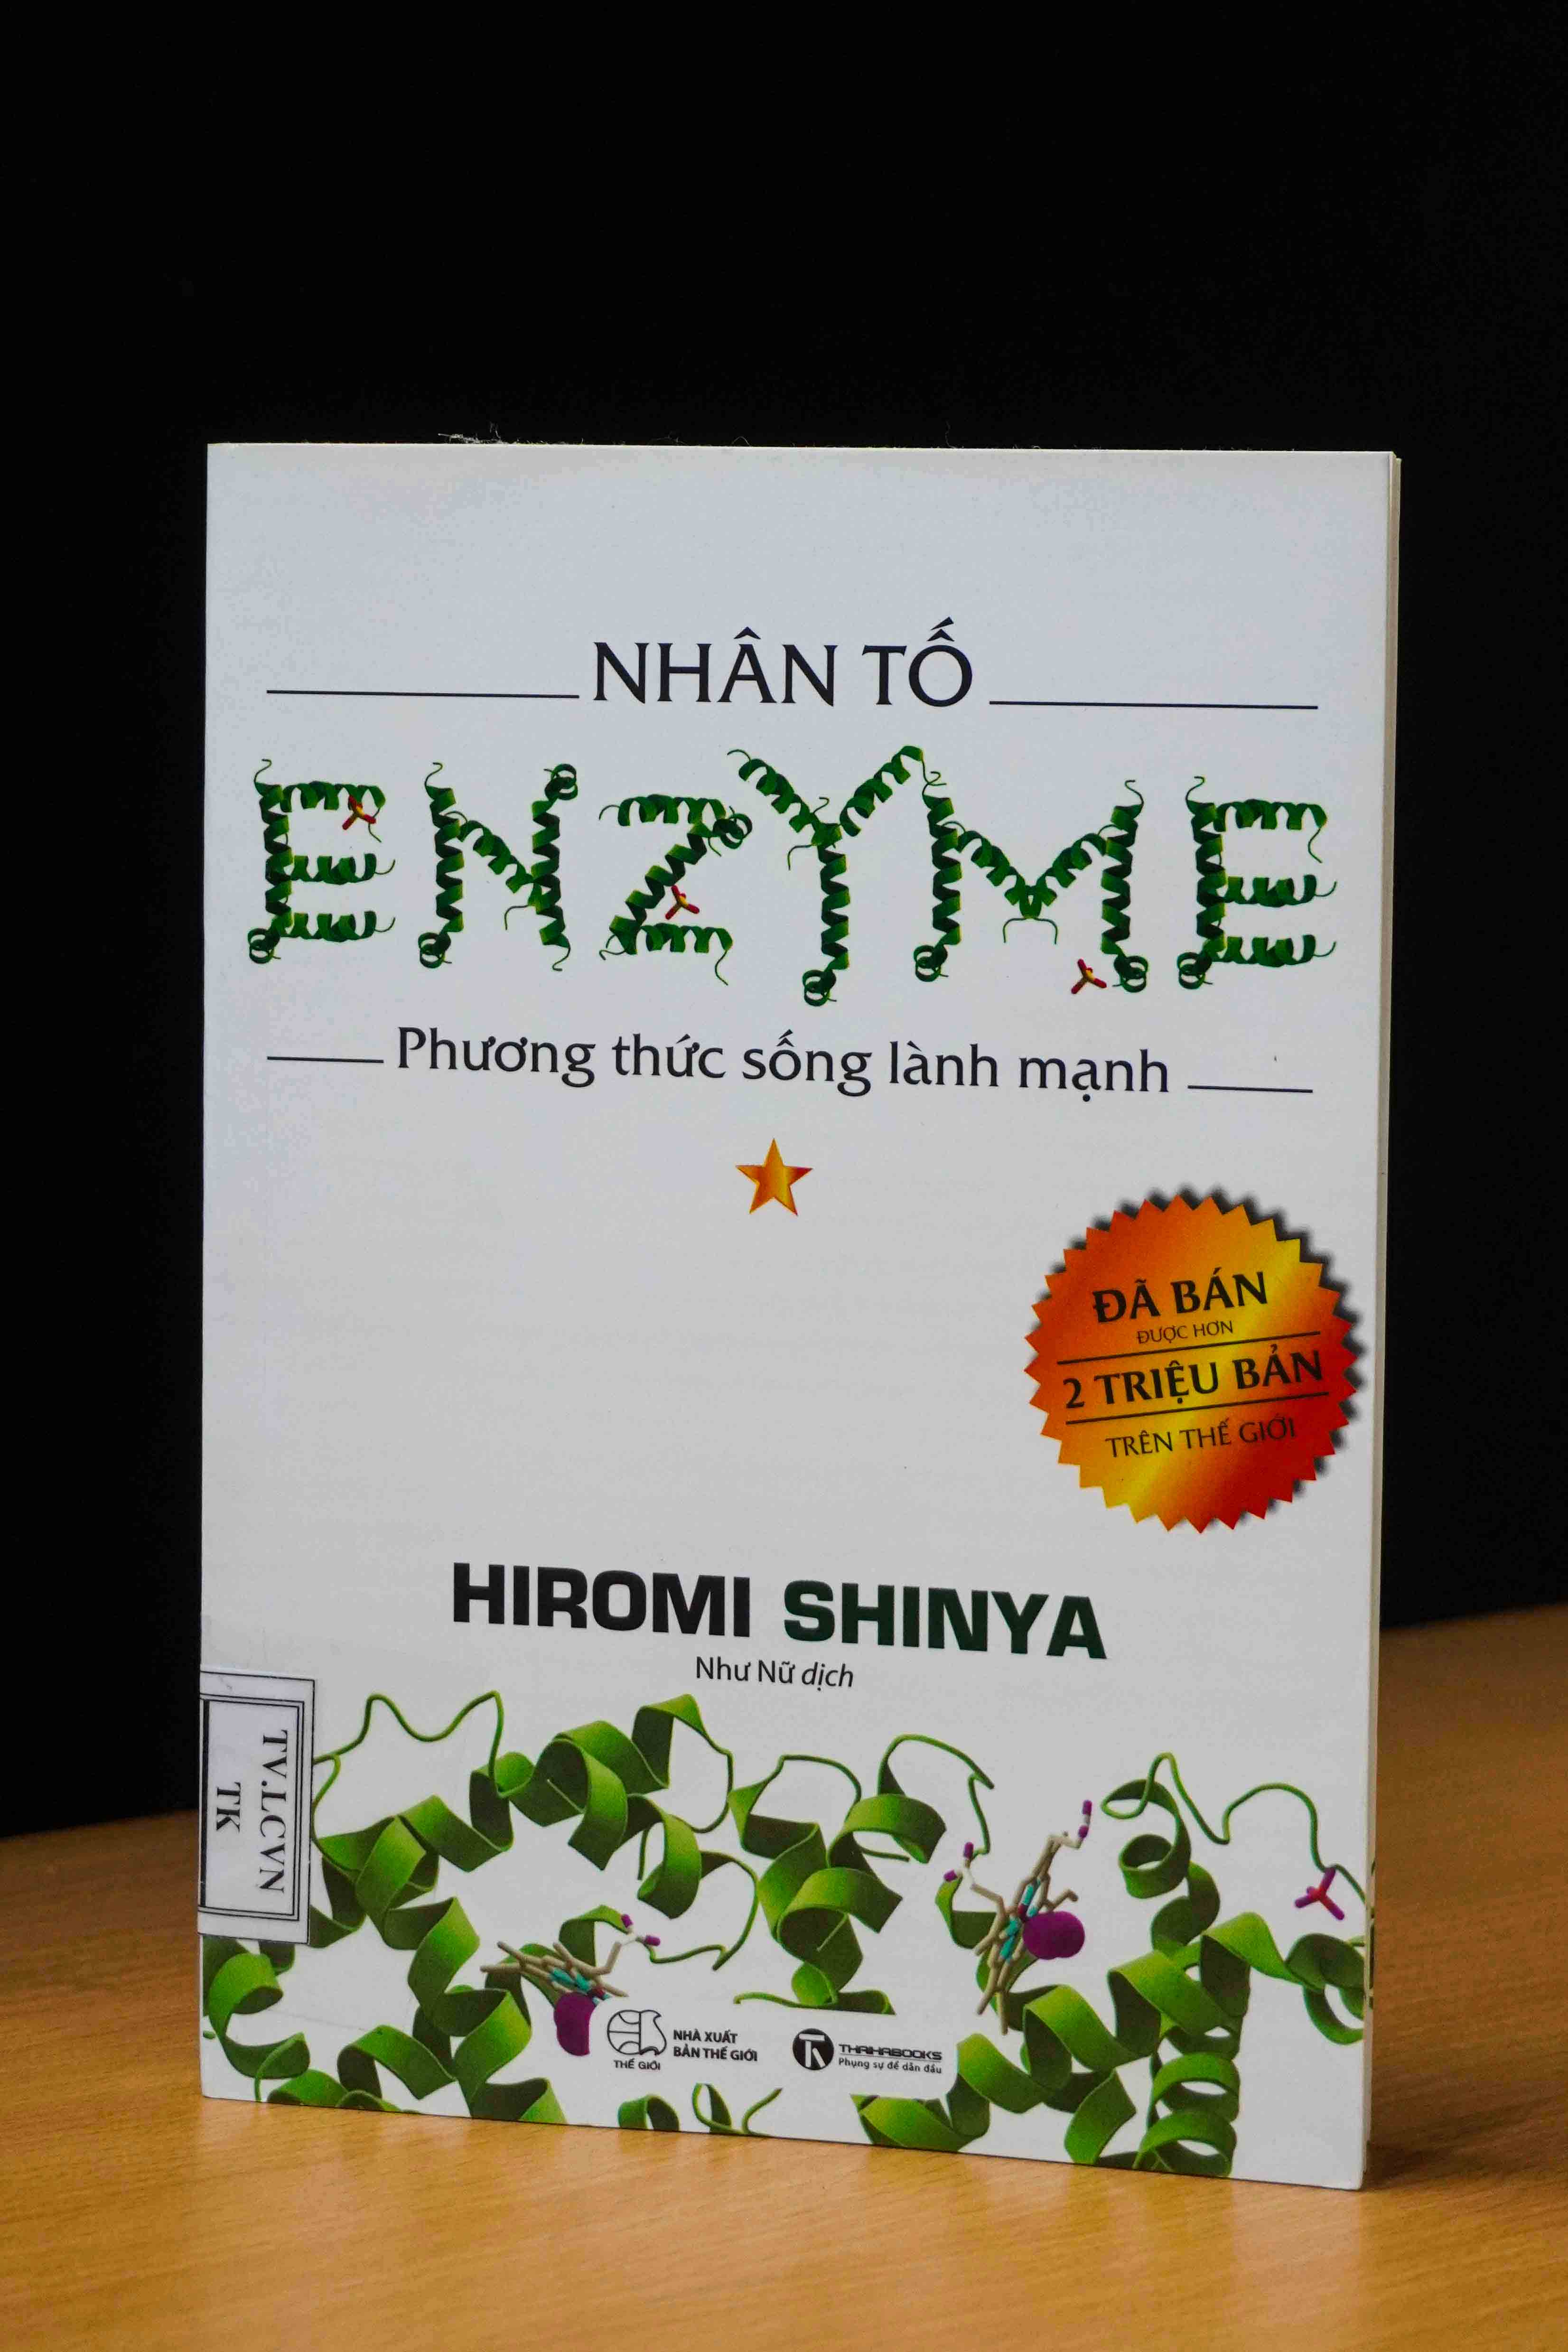 NHÂN TỐ
ENZYME
Phương thức sống lành mạnh
ĐÃ BÁN
ĐƯỢC HƠN
2 TRIỆU BẢN
TRÊN THẾ GIỚI
HIROMI SHINYA
Như Nữ dịch
TV.LCVN
TK
THẾ GIỚI
NHÀ XUẤT
BẢN THẾ GIỚI
THAIHABOOKS
Phụng sự để dẫn đầu